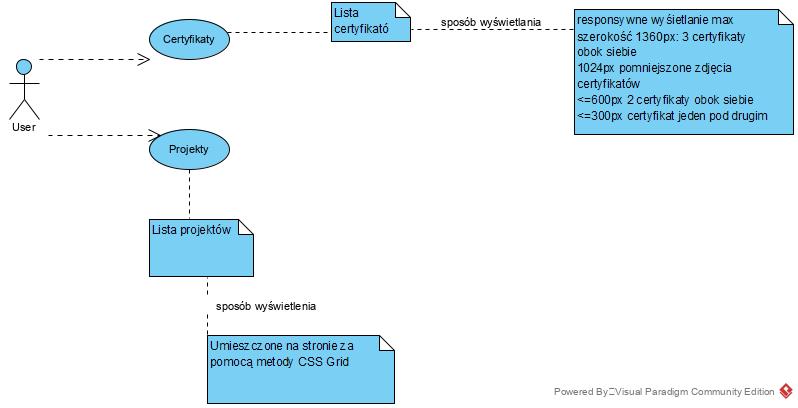 Certyfikaty
Lista
certyfikató
sposób wyświetlania
responsywne wyśietlanie max
szerokość 1360px: 3 certyfikaty
obok siebie
1024px pomniejszone zdjęcia
certyfikatów
<=600px 2 certyfikaty obok siebie
<=300px certyfikat jeden pod drugim
User
Projekty
Lista projektów
sposób wyświetlenia
Umieszczone na stronie za
pomocą metody CSS Grid
Powered By Visual Paradigm Community Edition